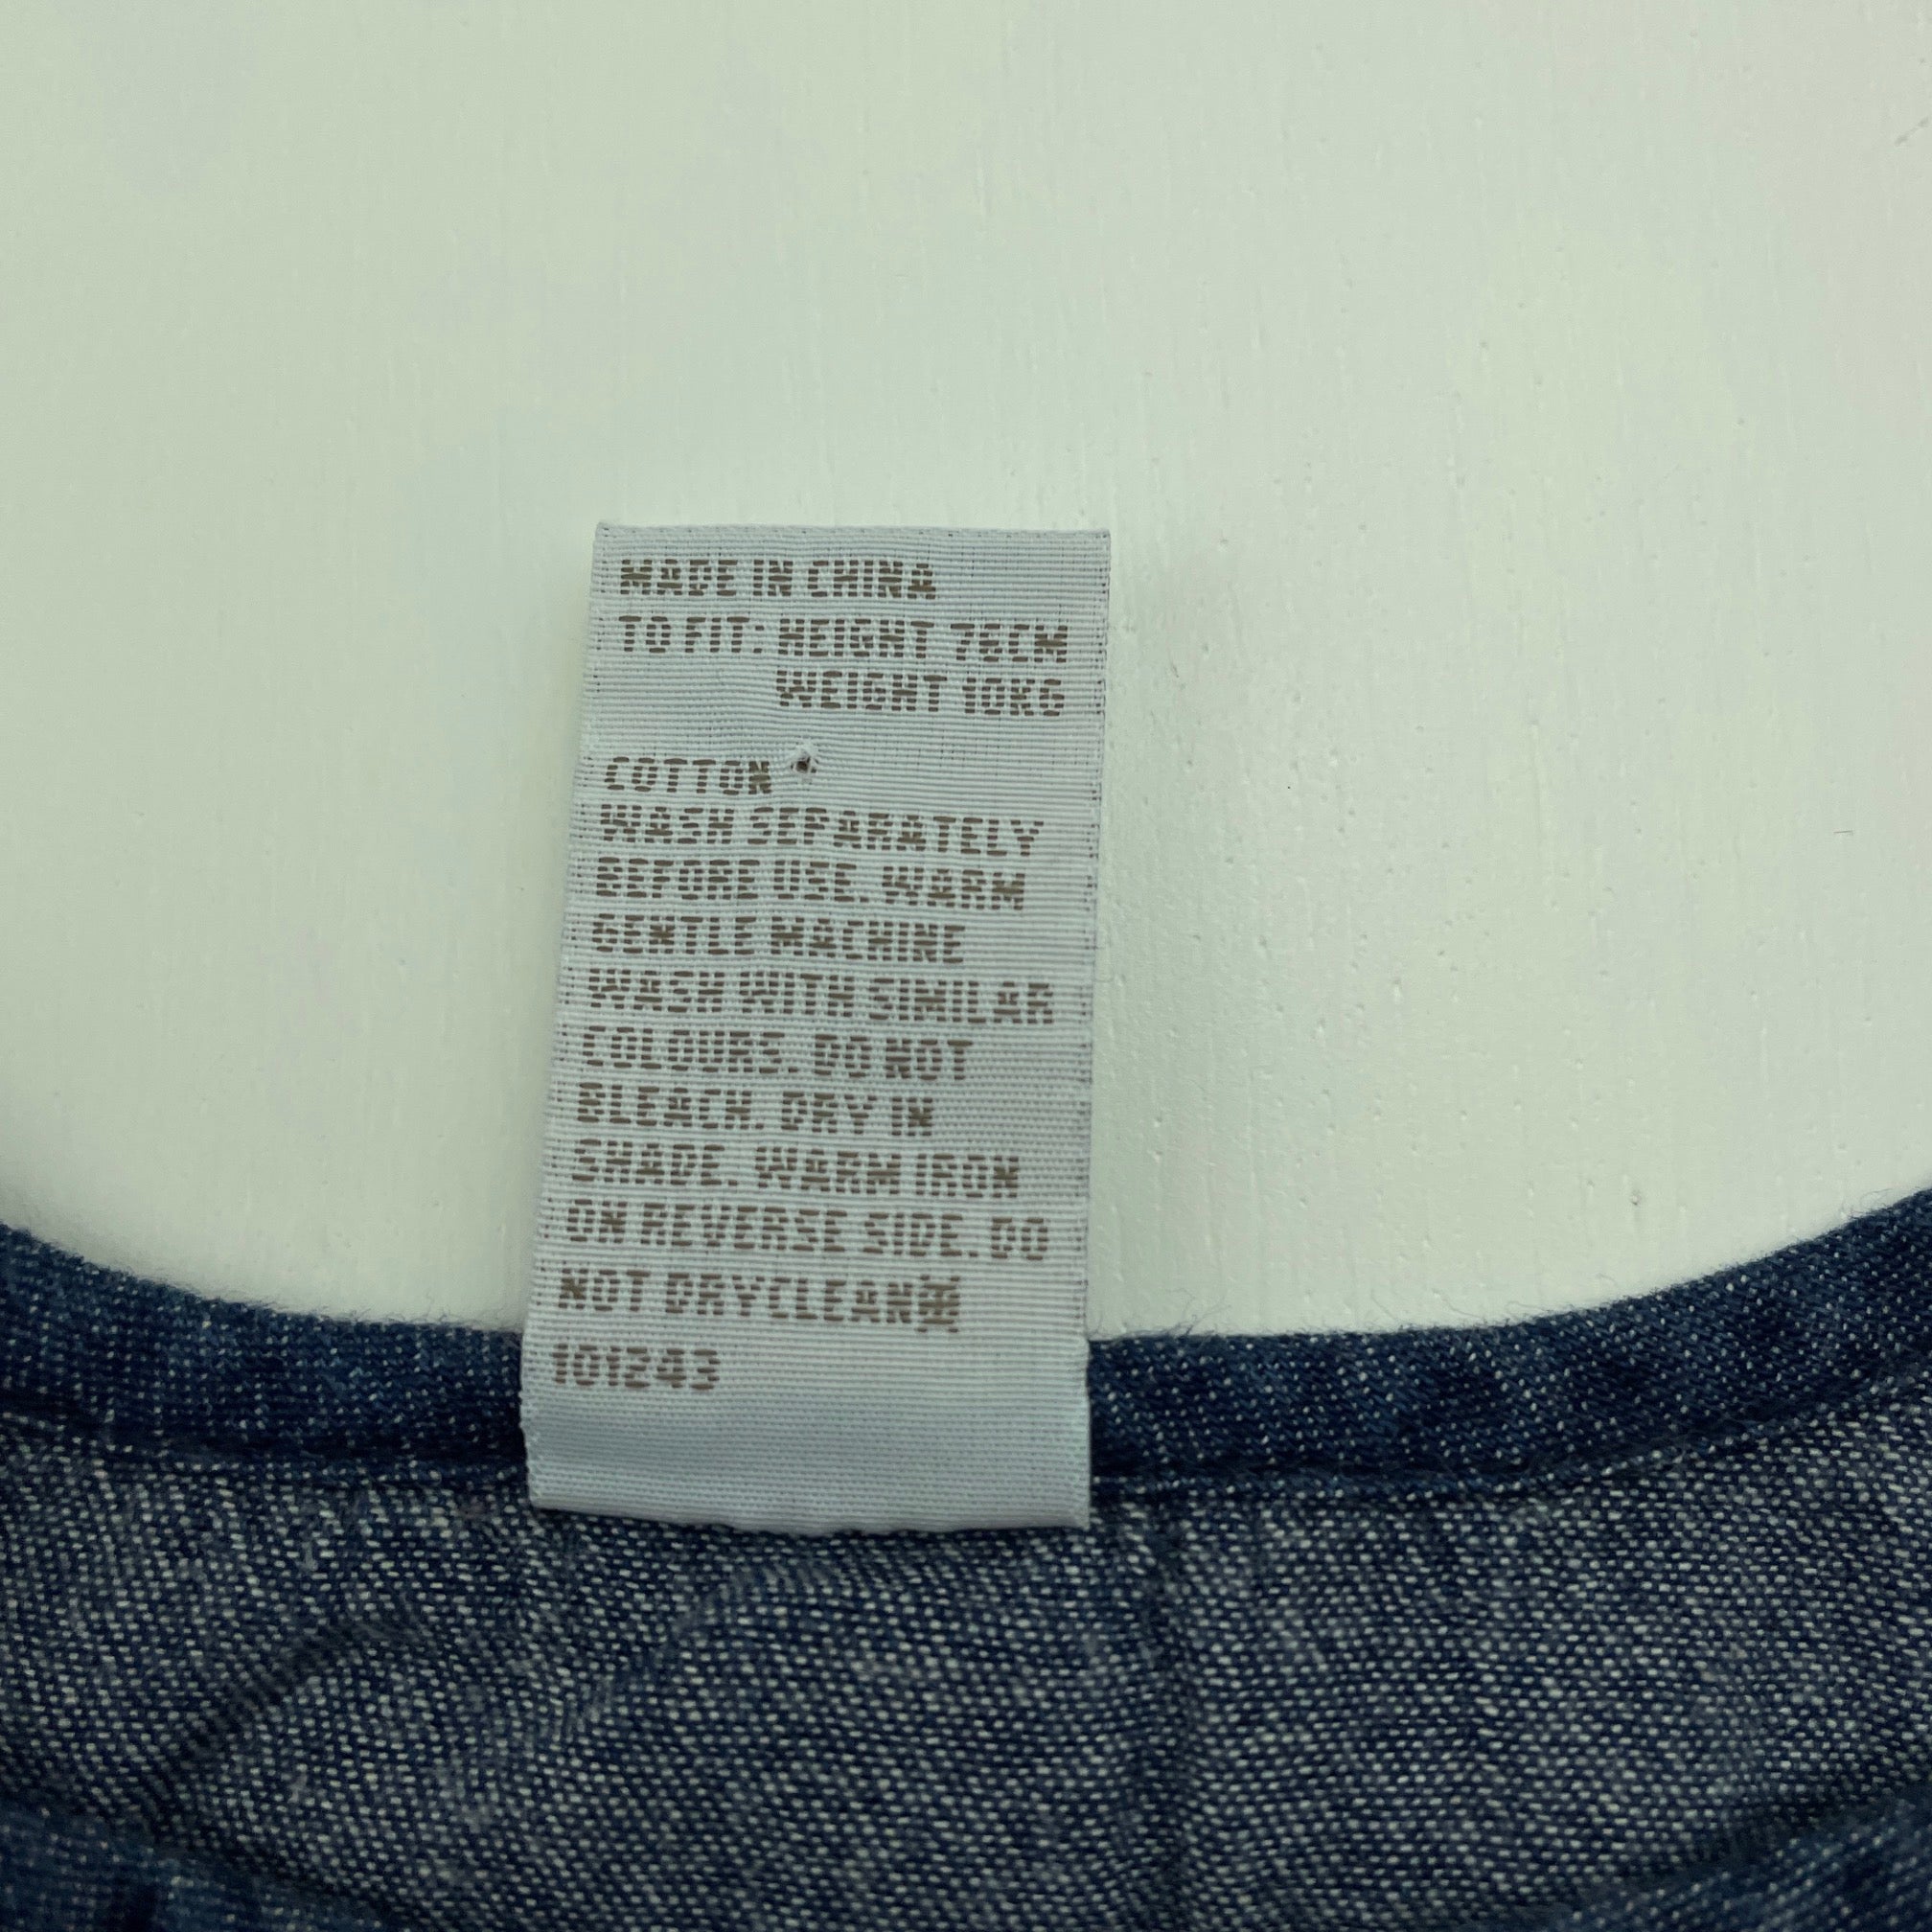 MADE IN CHINA
TO FIT: HEIGHT 76CM
WEIGHT 10KG
COTTON
WASH SEPARATELY
BEFORE USE. WARM
GENTLE MACHINE
WASH WITH SIMILAR
COLOURS. DO NOT
BLEACH. DRY IN
SHADE. WARM IRON
ON REVERSE SIDE. DO
NOT DRYCLEAN
101243